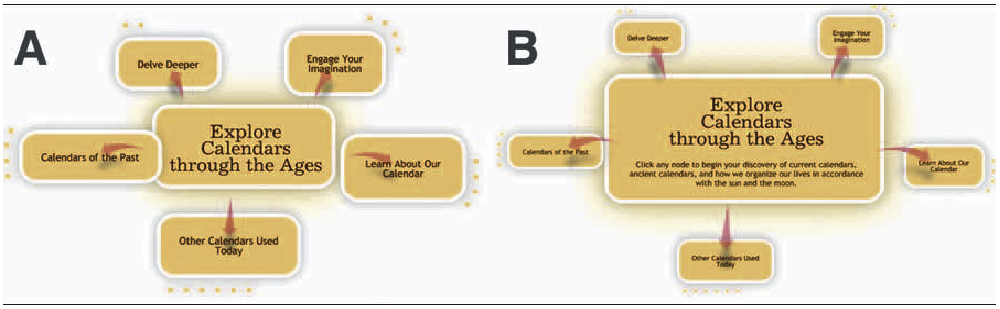 A
Delve Deeper
Engage Your
Imagination
Explore
Calendars
through the Ages
Calendars of the Past
Learn About Our
Calendar
Other Calendars Used
Today
B
Delve Deeper
Engage Your
Imagination
Explore
Calendars
through the Ages
Click any node to begin your discovery of current calendars,
ancient calendars, and how we organize our lives in accordance
with the sun and the moon.
Calendars of the Past
Learn About Our
Calendar
Other Calendars Used
Today